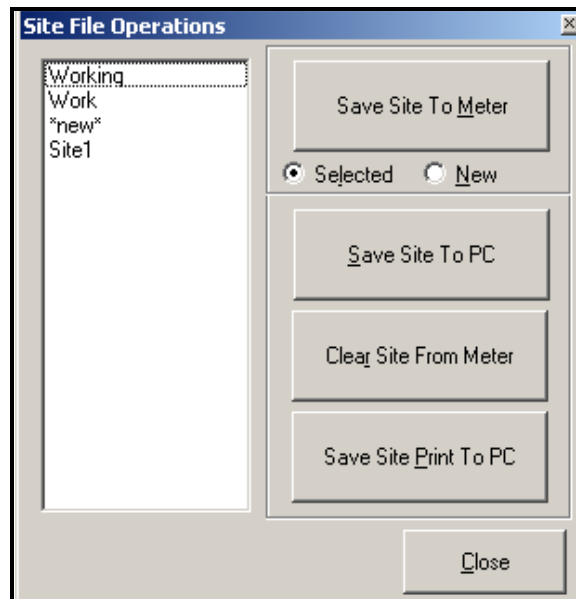 Site File Operations
Working
Work
*new*
Site1
Save Site To Meter
Selected
New
Save Site To PC
Clear Site From Meter
Save Site Print To PC
Close